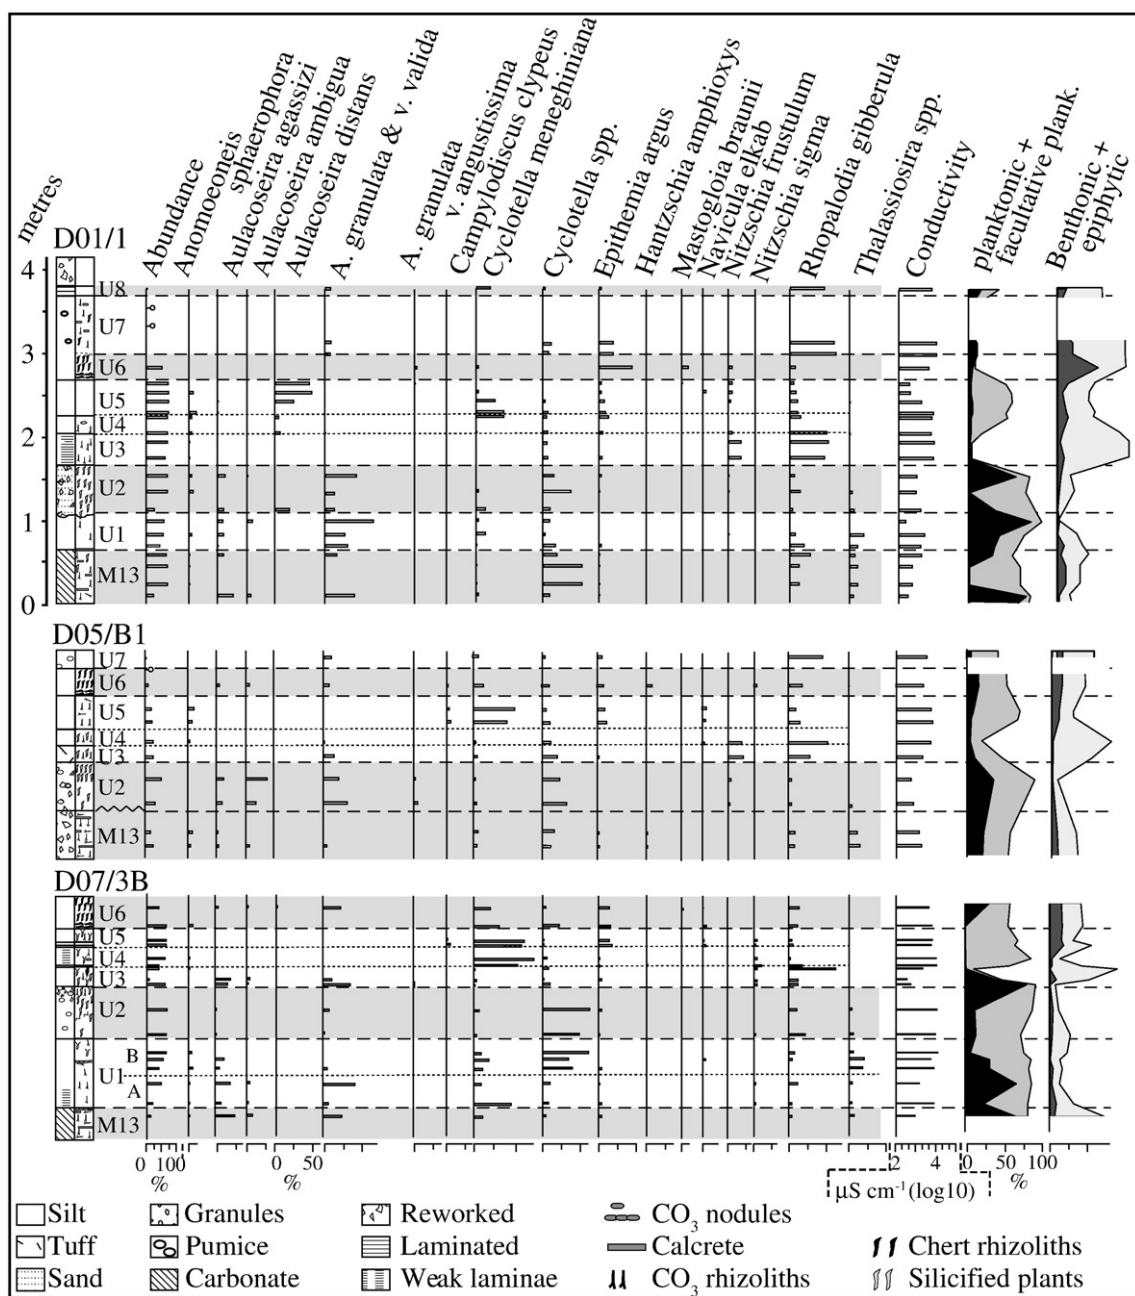 metres
Abundance
Anomoeoneis
sphaerophora
Aulacoseira agassizi
Aulacoseira ambigua
Aulacoseira distans
A. granulata & v. valida
A. granulata
v. angustissima
Campylodiscus clypeus
Cyclotella meneghiniana
Cyclotella spp.
Epithemia argus
Hantzschia amphioxys
Mastogloia braunii
Navicula elkab
Nitzschia frustulum
Nitzschia sigma
Rhopalodia gibberula
Thalassiosira spp.
Conductivity
planktonic +
facultative plank.
Benthonic +
epiphytic
D01/1
4
U8
U7
3
U6
U5
U4
2
U3
U2
1
U1
M13
0
D05/B1
U7
U6
U5
U4
U3
U2
M13
D07/3B
U6
U5
U4
U3
U2
B
U1
A
M13
0 100 0 50 2 4 0 50 100
% % %
µS cm⁻¹(log10)
Silt Granules Reworked CO₃ nodules
Tuff Pumice Laminated Calcrete Chert rhizoliths
Sand Carbonate Weak laminae CO₃ rhizoliths Silicified plants